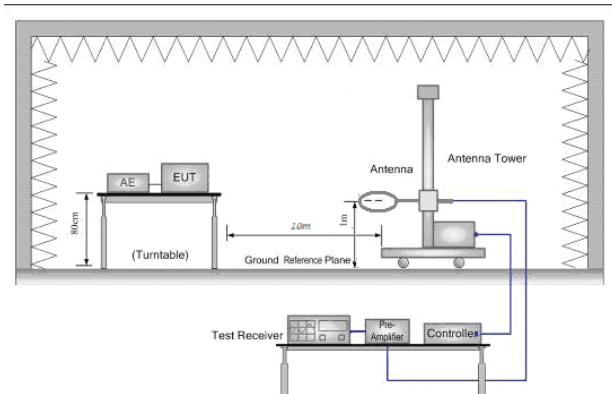 Antenna
Antenna Tower
AE
EUT
80cm
(Turntable)
10m
1m
Ground Reference Plane
Test Receiver
Pre-
Amplifier
Controller